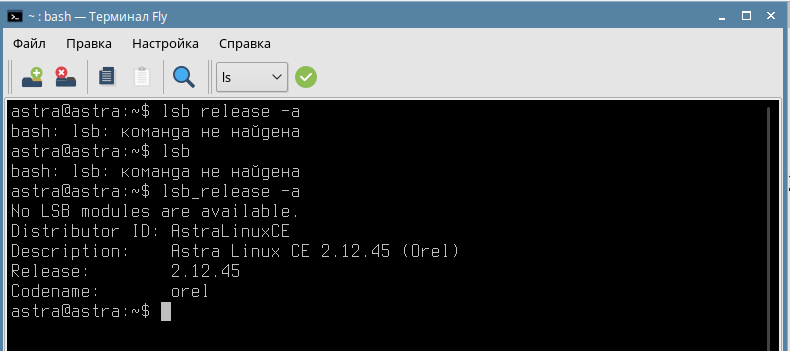 ~ : bash — Терминал Fly
Файл Правка Настройка Справка
ls
astra@astra:~$ lsb release -a
bash: lsb: команда не найдена
astra@astra:~$ lsb
bash: lsb: команда не найдена
astra@astra:~$ lsb_release -a
No LSB modules are available.
Distributor ID: AstraLinuxCE
Description:    Astra Linux CE 2.12.45 (Orel)
Release:        2.12.45
Codename:       orel
astra@astra:~$